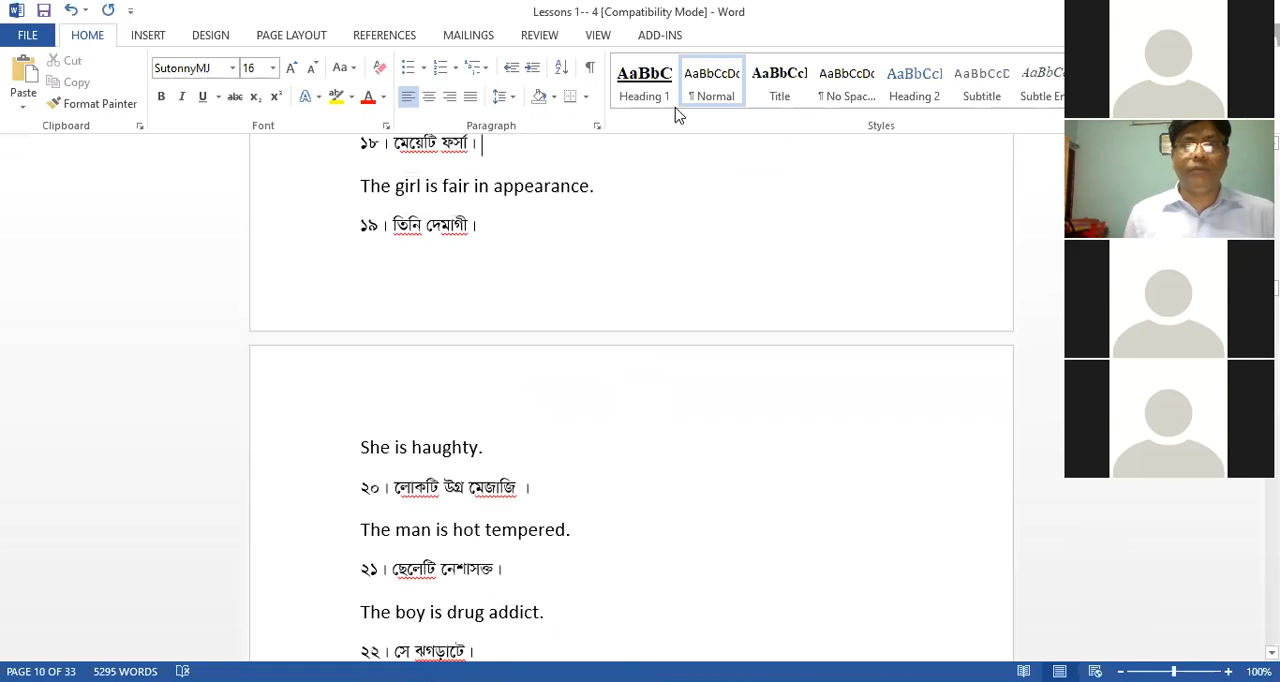 Lessons 1-- 4 [Compatibility Mode] - Word
FILE HOME INSERT DESIGN PAGE LAYOUT REFERENCES MAILINGS REVIEW VIEW ADD-INS
Paste
Cut
Copy
Format Painter
SutonnyMJ 16
AaBbC AaBbCcDc AaBbCc] AaBbCcDc AaBbCc] AaBbCcD AaBbCc
Heading 1 ¶ Normal Title ¶ No Spac... Heading 2 Subtitle Subtle Em
Clipboard Font Paragraph Styles
১৮। মেয়েটি ফর্সা।
The girl is fair in appearance.
১৯। তিনি দেমাগী।
She is haughty.
২০। লোকটি উগ্র মেজাজি ।
The man is hot tempered.
২১। ছেলেটি নেশাসক্ত।
The boy is drug addict.
২২। সে ঝগড়াটে।
PAGE 10 OF 33 5295 WORDS 100%